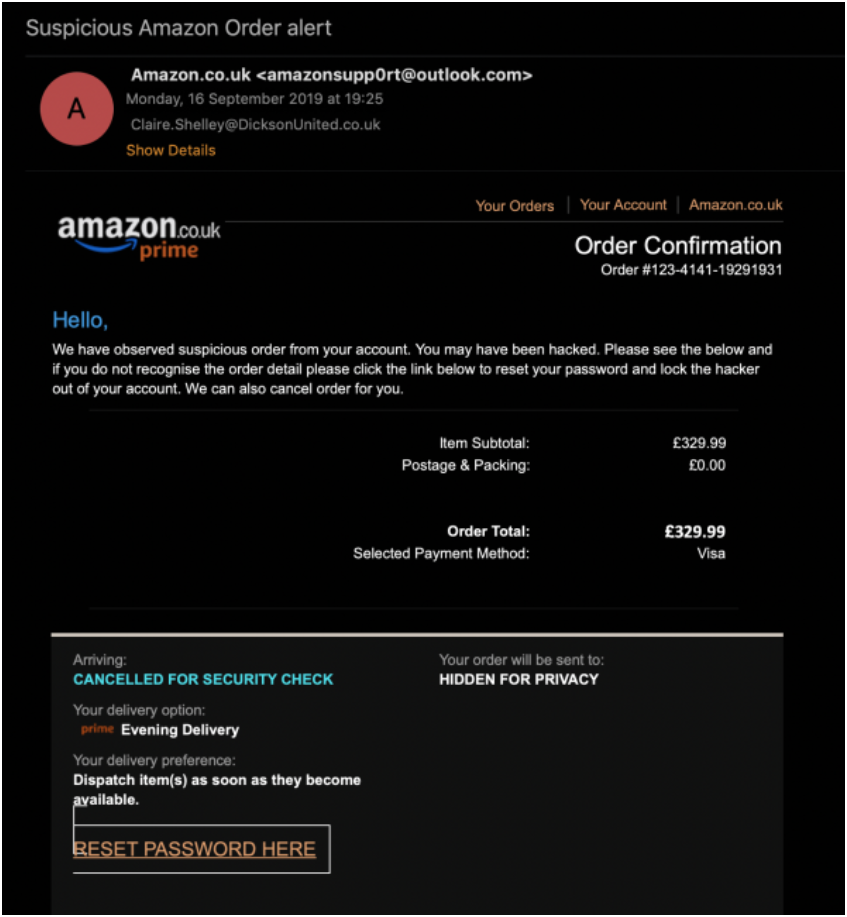 Suspicious Amazon Order alert
A
Amazon.co.uk <amazonsupp0rt@outlook.com>
Monday, 16 September 2019 at 19:25
Claire.Shelley@DicksonUnited.co.uk
Show Details
Your Orders | Your Account | Amazon.co.uk
amazon.co.uk
prime
Order Confirmation
Order #123-4141-19291931
Hello,
We have observed suspicious order from your account. You may have been hacked. Please see the below and
if you do not recognise the order detail please click the link below to reset your password and lock the hacker
out of your account. We can also cancel order for you.
Item Subtotal: £329.99
Postage & Packing: £0.00
Order Total: £329.99
Selected Payment Method: Visa
Arriving:
CANCELLED FOR SECURITY CHECK
Your delivery option:
prime Evening Delivery
Your delivery preference:
Dispatch item(s) as soon as they become
available.
Your order will be sent to:
HIDDEN FOR PRIVACY
RESET PASSWORD HERE